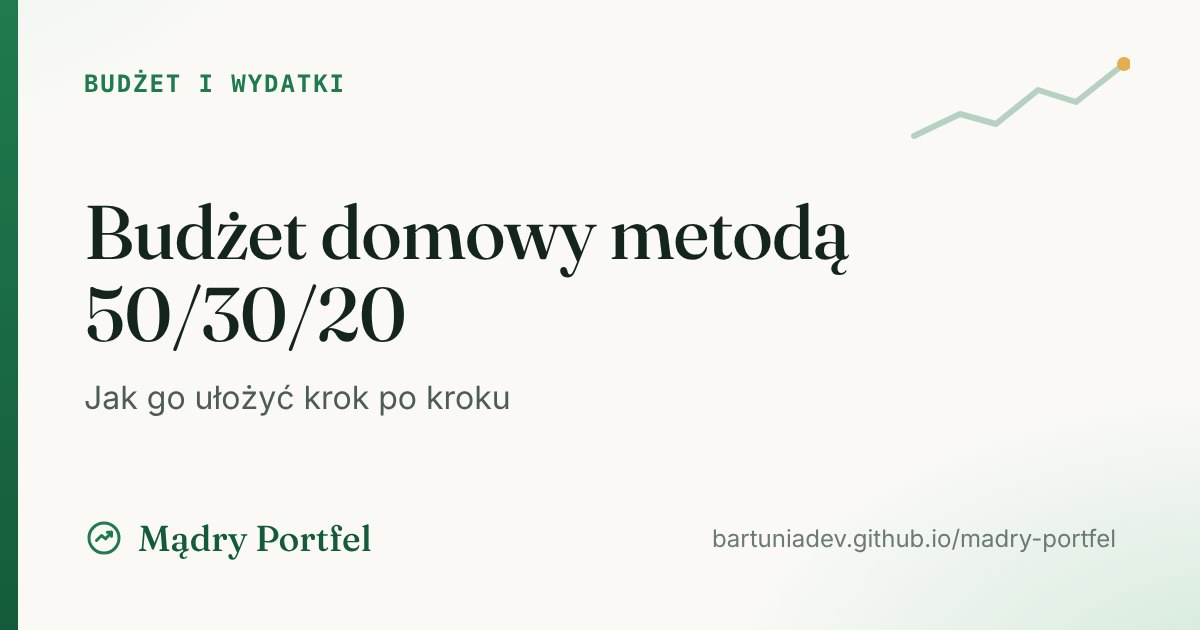 BUDŻET I WYDATKI
Budżet domowy metodą
50/30/20
Jak go ułożyć krok po kroku
Mądry Portfel
bartuniadev.github.io/madry-portfel